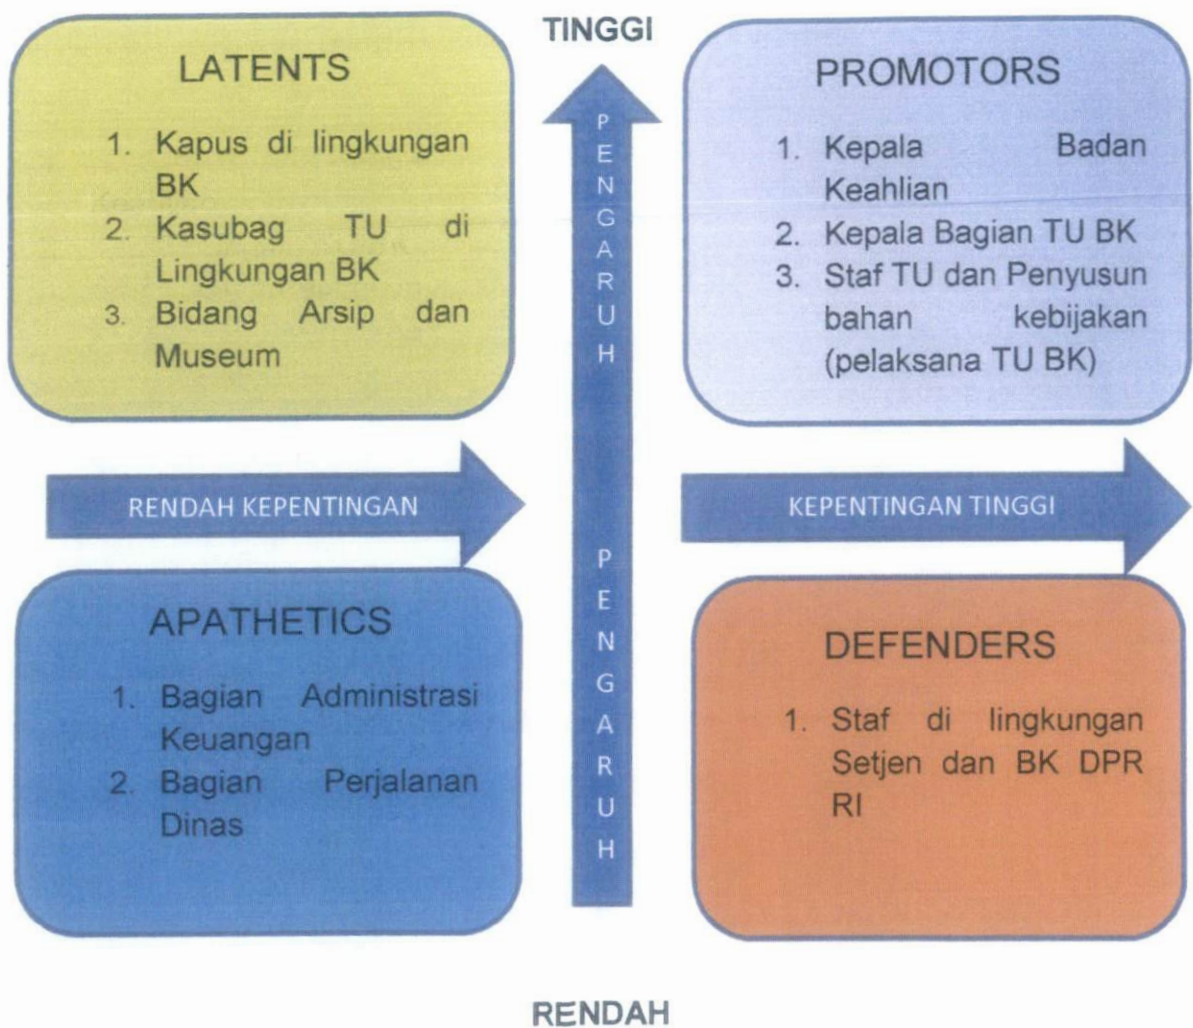 TINGGI
LATENTS
1. Kapus di lingkungan
BK
2. Kasubag TU di
Lingkungan BK
3. Bidang Arsip dan
Museum
PENGARUH
PROMOTORS
1. Kepala Badan
Keahlian
2. Kepala Bagian TU BK
3. Staf TU dan Penyusun
bahan kebijakan
(pelaksana TU BK)
RENDAH KEPENTINGAN
KEPENTINGAN TINGGI
APATHETICS
1. Bagian Administrasi
Keuangan
2. Bagian Perjalanan
Dinas
PENGARUH
DEFENDERS
1. Staf di lingkungan
Setjen dan BK DPR
RI
RENDAH